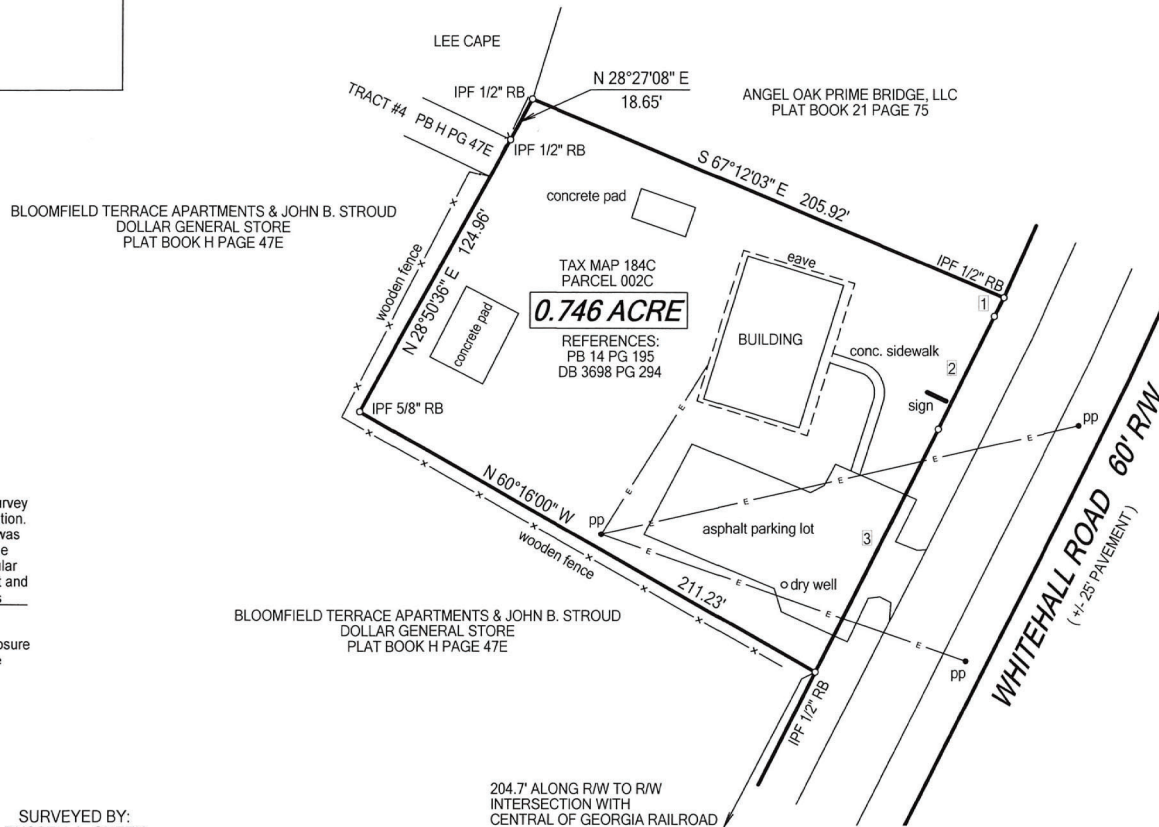 LEE CAPE
N 28°27'08" E
18.65'
IPF 1/2" RB
ANGEL OAK PRIME BRIDGE, LLC
PLAT BOOK 21 PAGE 75
TRACT #4 PB H PG 47E
IPF 1/2" RB
S 67°12'03" E 205.92'
concrete pad
BLOOMFIELD TERRACE APARTMENTS & JOHN B. STROUD
DOLLAR GENERAL STORE
PLAT BOOK H PAGE 47E
wooden fence
N 28°50'36" E 124.96'
TAX MAP 184C
PARCEL 002C
0.746 ACRE
REFERENCES:
PB 14 PG 195
DB 3698 PG 294
eave
IPF 1/2" RB
1
BUILDING
conc. sidewalk
2
concrete pad
sign
pp
IPF 5/8" RB
WHITEHALL ROAD 60' R/W
( +/- 25' PAVEMENT )
N 60°16'00" W 211.23'
pp
asphalt parking lot
3
wooden fence
dry well
urvey
tion.
was
e
ular
t and
s
osure
e
BLOOMFIELD TERRACE APARTMENTS & JOHN B. STROUD
DOLLAR GENERAL STORE
PLAT BOOK H PAGE 47E
pp
IPF 1/2" RB
204.7' ALONG R/W TO R/W
INTERSECTION WITH
CENTRAL OF GEORGIA RAILROAD
SURVEYED BY: